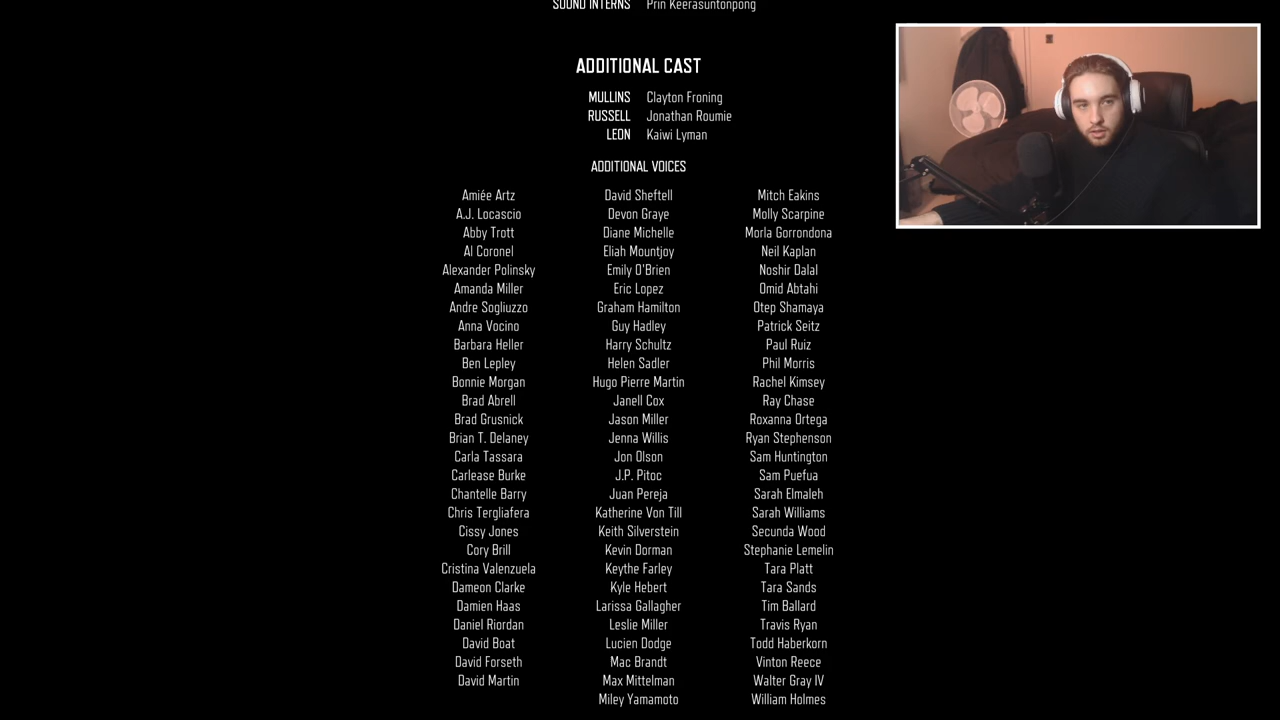 SOUND INTERNS Prin Keerasuntonpong
ADDITIONAL CAST
MULLINS Clayton Froning
RUSSELL Jonathan Roumie
LEON Kaiwi Lyman
ADDITIONAL VOICES
Amiée Artz David Sheftell Mitch Eakins
A.J. Locascio Devon Graye Molly Scarpine
Abby Trott Diane Michelle Morla Gorrondona
Al Coronel Eliah Mountjoy Neil Kaplan
Alexander Polinsky Emily O'Brien Noshir Dalal
Amanda Miller Eric Lopez Omid Abtahi
Andre Sogliuzzo Graham Hamilton Otep Shamaya
Anna Vocino Guy Hadley Patrick Seitz
Barbara Heller Harry Schultz Paul Ruiz
Ben Lepley Helen Sadler Phil Morris
Bonnie Morgan Hugo Pierre Martin Rachel Kimsey
Brad Abrell Janell Cox Ray Chase
Brad Grusnick Jason Miller Roxanna Ortega
Brian T. Delaney Jenna Willis Ryan Stephenson
Carla Tassara Jon Olson Sam Huntington
Carlease Burke J.P. Pitoc Sam Puefua
Chantelle Barry Juan Pereja Sarah Elmaleh
Chris Tergliafera Katherine Von Till Sarah Williams
Cissy Jones Keith Silverstein Secunda Wood
Cory Brill Kevin Dorman Stephanie Lemelin
Cristina Valenzuela Keythe Farley Tara Platt
Dameon Clarke Kyle Hebert Tara Sands
Damien Haas Larissa Gallagher Tim Ballard
Daniel Riordan Leslie Miller Travis Ryan
David Boat Lucien Dodge Todd Haberkorn
David Forseth Mac Brandt Vinton Reece
David Martin Max Mittelman Walter Gray IV
Miley Yamamoto William Holmes